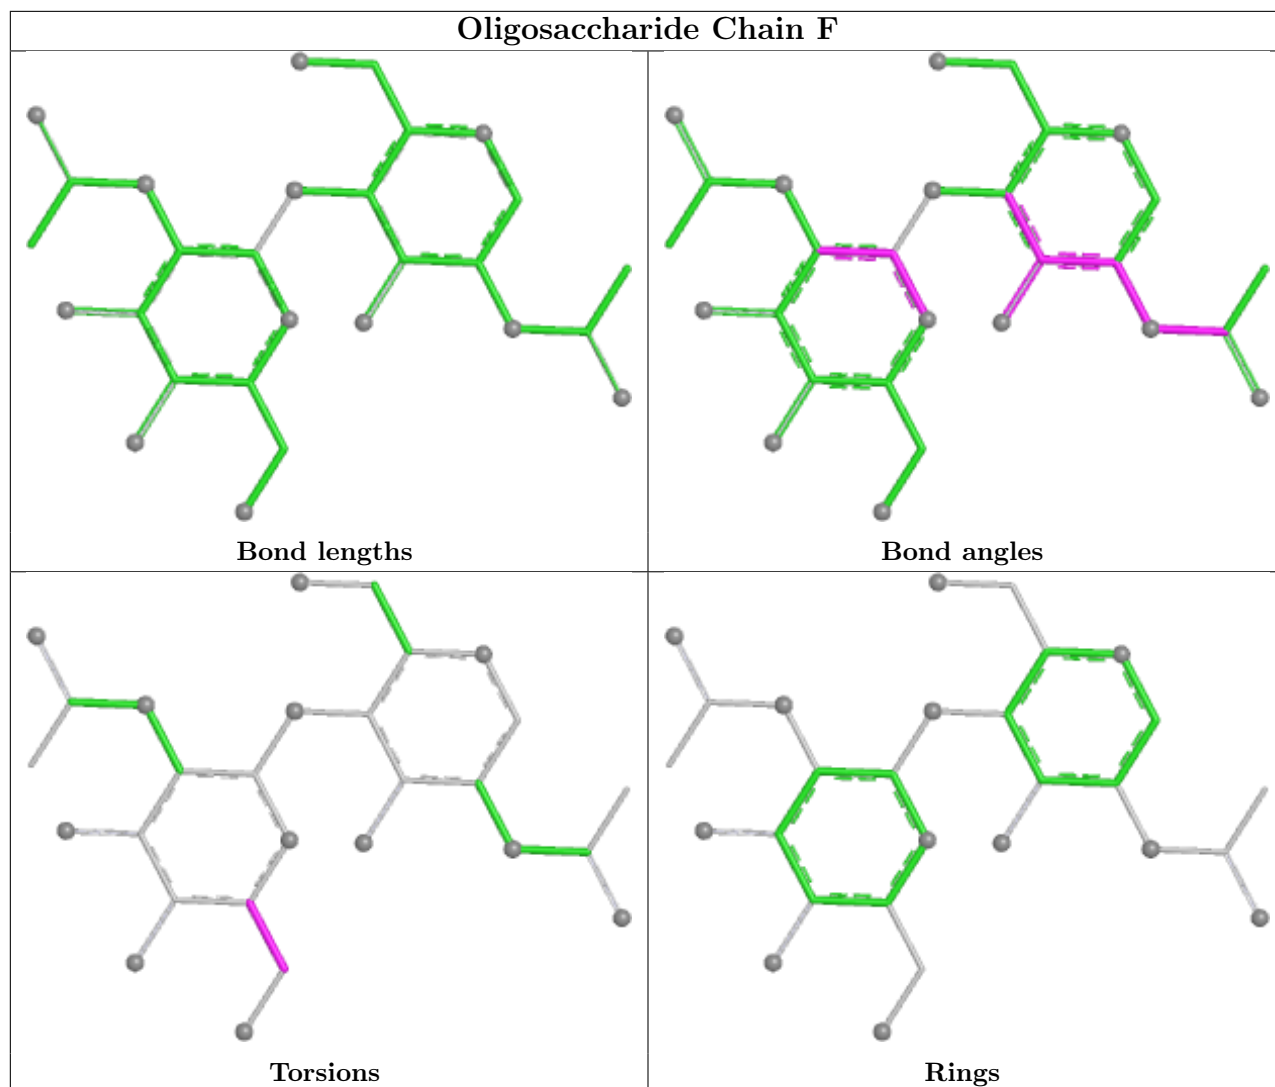 Oligosaccharide Chain F
Bond lengths
Bond angles
Torsions
Rings